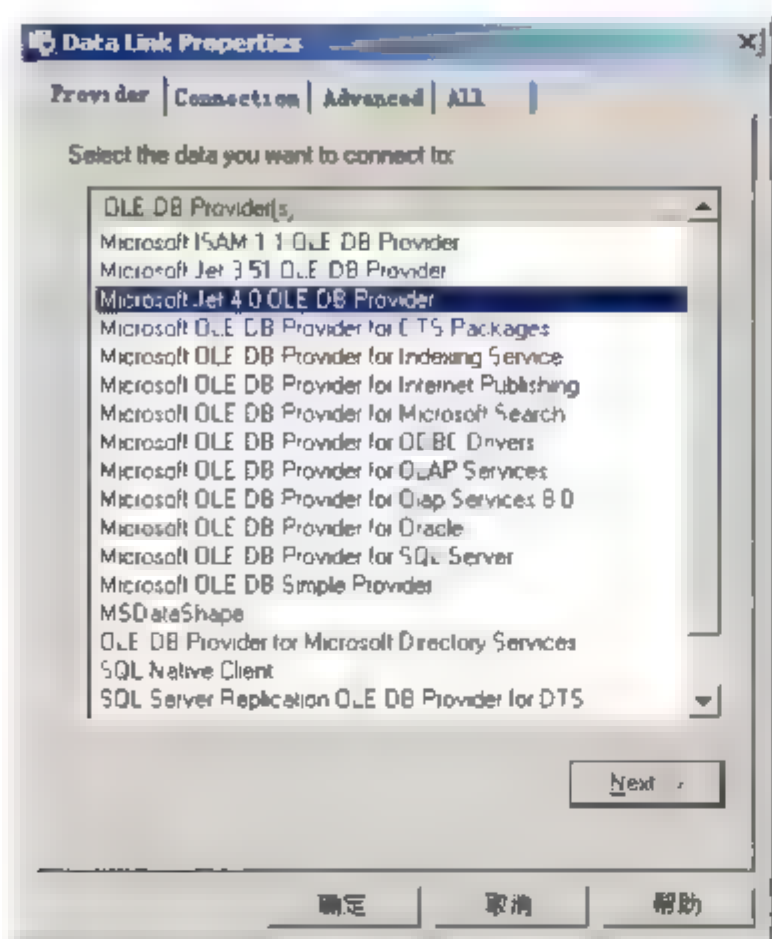 Data Link Properties
Provider Connection Advanced All
Select the data you want to connect to:
OLE DB Provider(s)
Microsoft ISAM 1.1 OLE DB Provider
Microsoft Jet 3.51 OLE DB Provider
Microsoft Jet 4.0 OLE DB Provider
Microsoft OLE DB Provider for DTS Packages
Microsoft OLE DB Provider for Indexing Service
Microsoft OLE DB Provider for Internet Publishing
Microsoft OLE DB Provider for Microsoft Search
Microsoft OLE DB Provider for ODBC Drivers
Microsoft OLE DB Provider for OLAP Services
Microsoft OLE DB Provider for Olap Services 8.0
Microsoft OLE DB Provider for Oracle
Microsoft OLE DB Provider for SQL Server
Microsoft OLE DB Simple Provider
MSDataShape
OLE DB Provider for Microsoft Directory Services
SQL Native Client
SQL Server Replication OLE DB Provider for DTS
Next
确定 取消 帮助